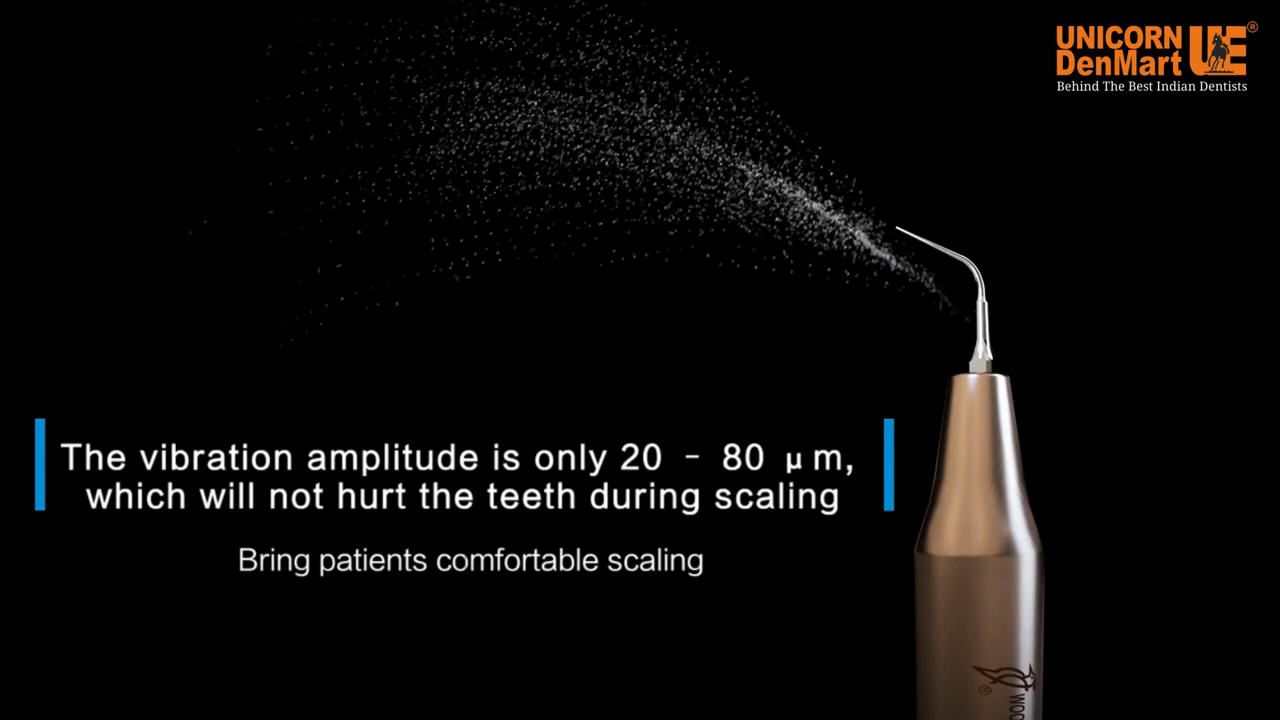 UNICORN
DenMart UE®
Behind The Best Indian Dentists
The vibration amplitude is only 20 - 80 μm,
which will not hurt the teeth during scaling
Bring patients comfortable scaling